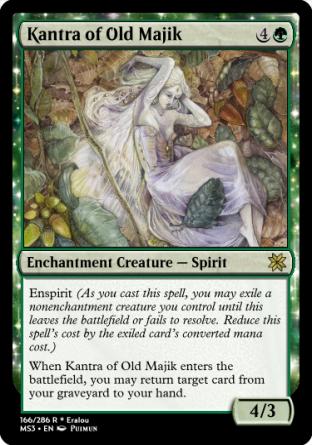 Kantra of Old Majik 4
Enchantment Creature — Spirit
Enspirit (As you cast this spell, you may exile a
nonenchantment creature you control until this
leaves the battlefield or fails to resolve. Reduce this
spell's cost by the exiled card's converted mana
cost.)
When Kantra of Old Majik enters the
battlefield, you may return target card from
your graveyard to your hand.
4/3
166/286 R * Eralou
MS3 • EN Puimun